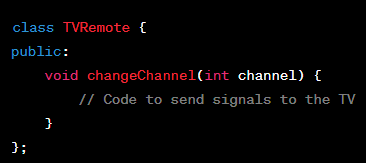 class TVRemote {
public:
    void changeChannel(int channel) {
        // Code to send signals to the TV
    }
};